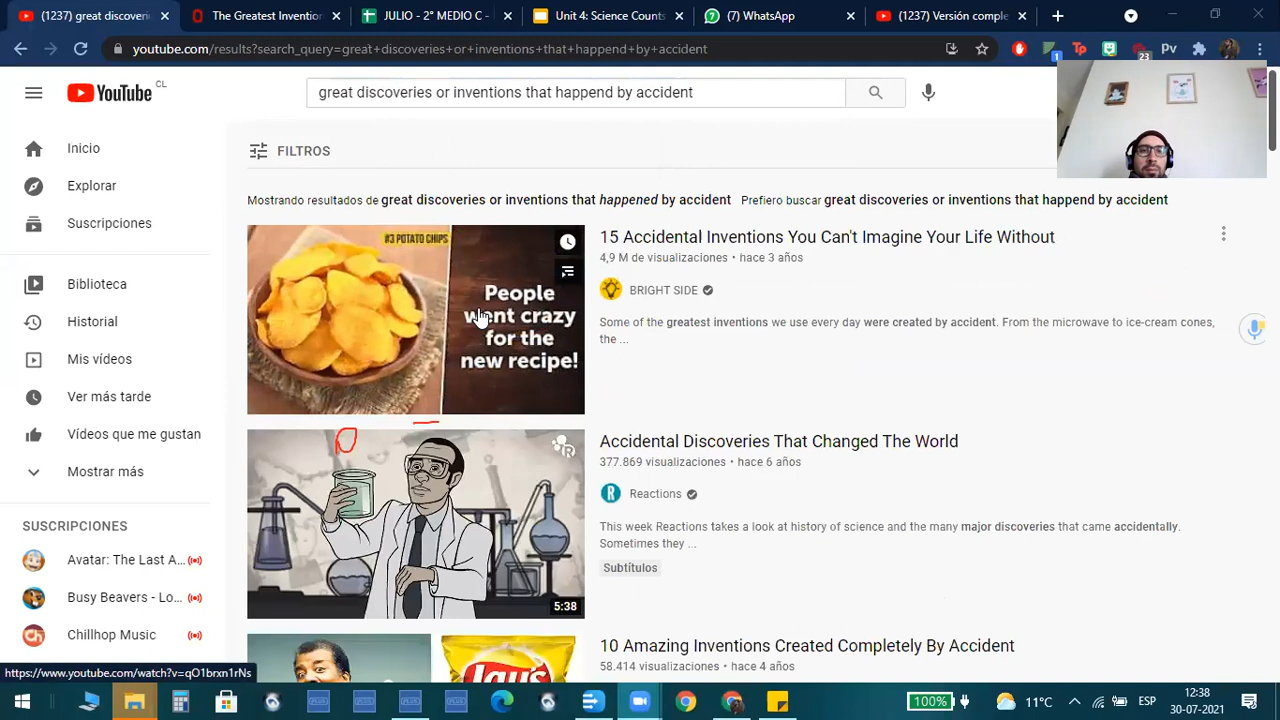 (1237) great discoveri
The Greatest Invention
JULIO - 2° MEDIO C -
Unit 4: Science Counts
(7) WhatsApp
(1237) Versión comple
youtube.com/results?search_query=great+discoveries+or+inventions+that+happend+by+accident
1
Tp
23
Pv
YouTube CL
great discoveries or inventions that happend by accident
Inicio
Explorar
Suscripciones
Biblioteca
Historial
Mis vídeos
Ver más tarde
Vídeos que me gustan
Mostrar más
SUSCRIPCIONES
Avatar: The Last A...
Busy Beavers - Lo...
Chillhop Music
FILTROS
Mostrando resultados de great discoveries or inventions that happened by accident Prefiero buscar great discoveries or inventions that happend by accident
#3 POTATO CHIPS
People
went crazy
for the
new recipe!
15 Accidental Inventions You Can't Imagine Your Life Without
4,9 M de visualizaciones • hace 3 años
BRIGHT SIDE
Some of the greatest inventions we use every day were created by accident. From the microwave to ice-cream cones,
the ...
5:38
Accidental Discoveries That Changed The World
377.869 visualizaciones • hace 6 años
R Reactions
This week Reactions takes a look at history of science and the many major discoveries that came accidentally.
Sometimes they ...
Subtítulos
Lay's
10 Amazing Inventions Created Completely By Accident
58.414 visualizaciones • hace 4 años
https://www.youtube.com/watch?v=qO1brxn1rNs
100%
11°C
ESP
12:38
30-07-2021